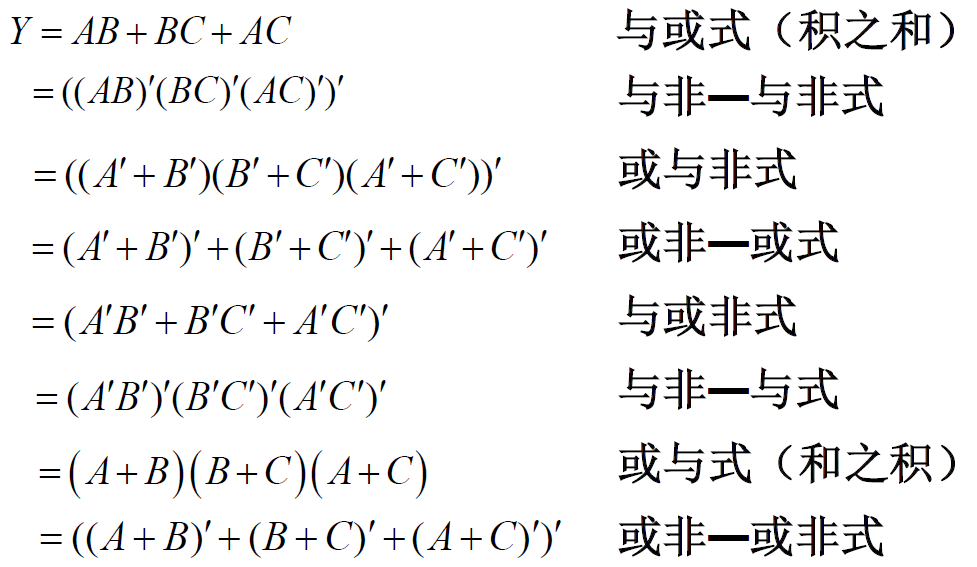 Y = AB + BC + AC 与或式（积之和）
= ((AB)′(BC)′(AC)′)′ 与非—与非式
= ((A′ + B′)(B′ + C′)(A′ + C′))′ 或与非式
= (A′ + B′)′ + (B′ + C′)′ + (A′ + C′)′ 或非—或式
= (A′B′ + B′C′ + A′C′)′ 与或非式
= (A′B′)′(B′C′)′(A′C′)′ 与非—与式
= (A + B)(B + C)(A + C) 或与式（和之积）
= ((A + B)′ + (B + C)′ + (A + C)′)′ 或非—或非式